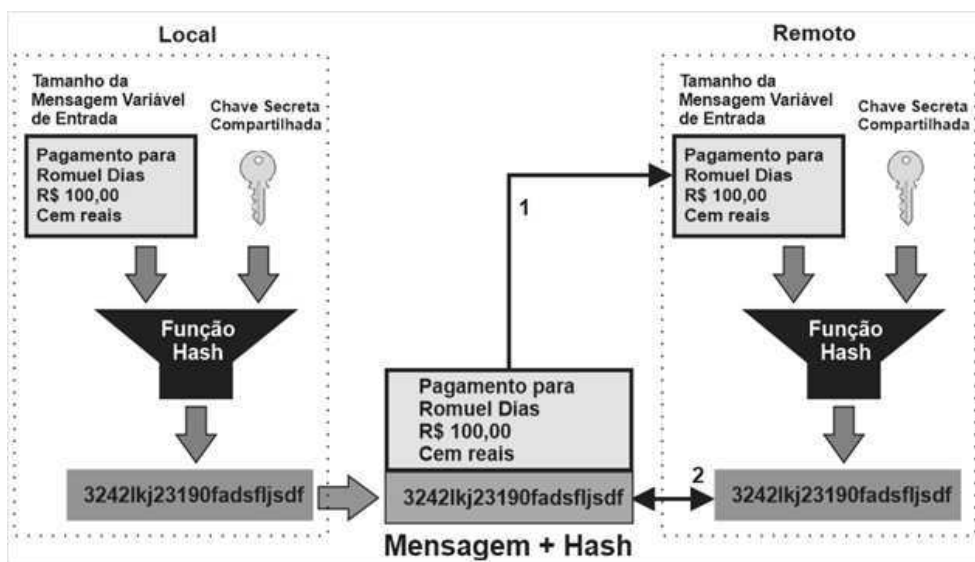 Local
Tamanho da
Mensagem Variável
de Entrada
Chave Secreta
Compartilhada
Pagamento para
Romuel Dias
R$ 100,00
Cem reais
Função
Hash
3242lkj23190fadsfljsdf
1
Pagamento para
Romuel Dias
R$ 100,00
Cem reais
3242lkj23190fadsfljsdf
Mensagem + Hash
2
Remoto
Tamanho da
Mensagem Variável
de Entrada
Chave Secreta
Compartilhada
Pagamento para
Romuel Dias
R$ 100,00
Cem reais
Função
Hash
3242lkj23190fadsfljsdf